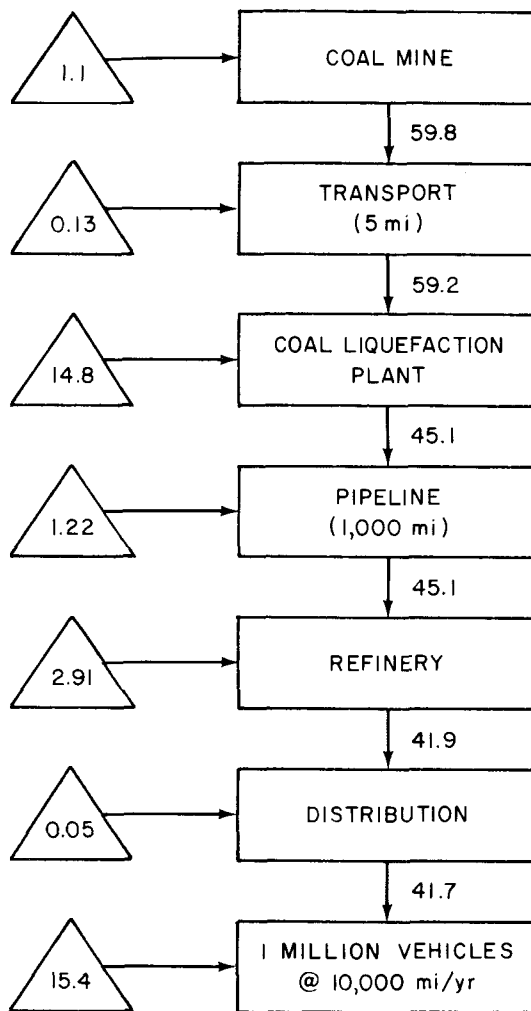 1.1
COAL MINE
59.8
0.13
TRANSPORT
(5 mi)
59.2
14.8
COAL LIQUEFACTION
PLANT
45.1
1.22
PIPELINE
(1,000 mi)
45.1
2.91
REFINERY
41.9
0.05
DISTRIBUTION
41.7
15.4
1 MILLION VEHICLES
@ 10,000 mi/yr